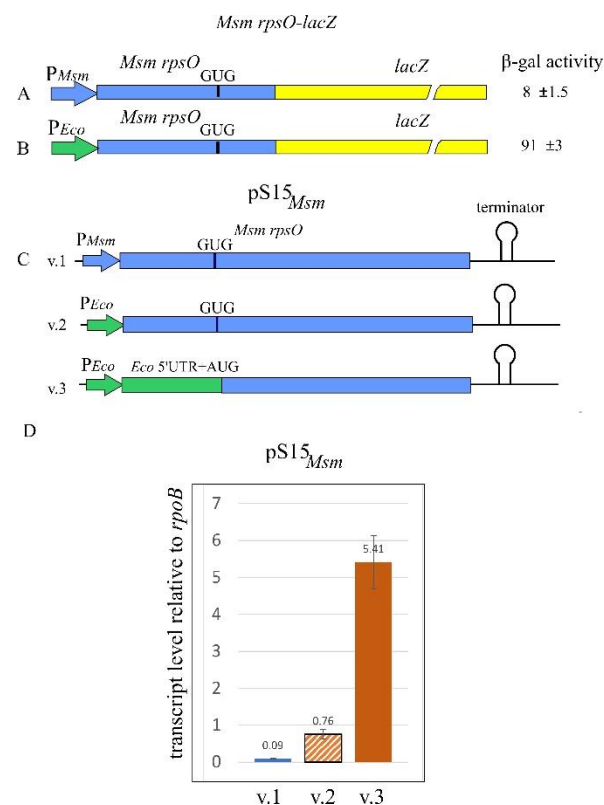 Msm rpsO-lacZ
PMsm Msm rpsO GUG lacZ β-gal activity
A 8 ±1.5
PEco Msm rpsO GUG lacZ
B 91 ±3
pS15Msm
terminator
PMsm Msm rpsO
GUG
C v.1
PEco GUG
v.2
PEco Eco 5'UTR+AUG
v.3
D
pS15Msm
transcript level relative to rpoB
7
6
5.41
5
4
3
2
1
0.76
0.09
0
v.1 v.2 v.3